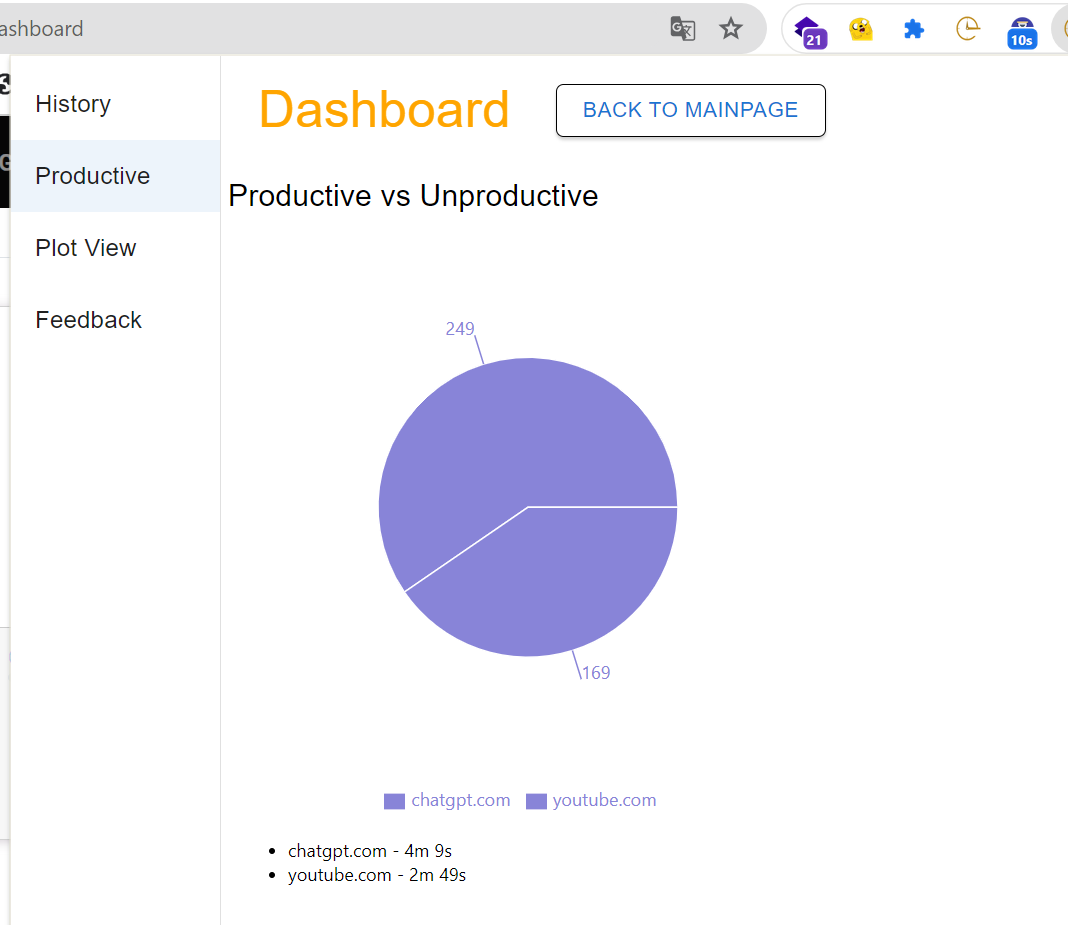 ashboard
21
10s
History
Productive
Plot View
Feedback
Dashboard
BACK TO MAINPAGE
Productive vs Unproductive
249
169
chatgpt.com youtube.com
chatgpt.com - 4m 9s
youtube.com - 2m 49s